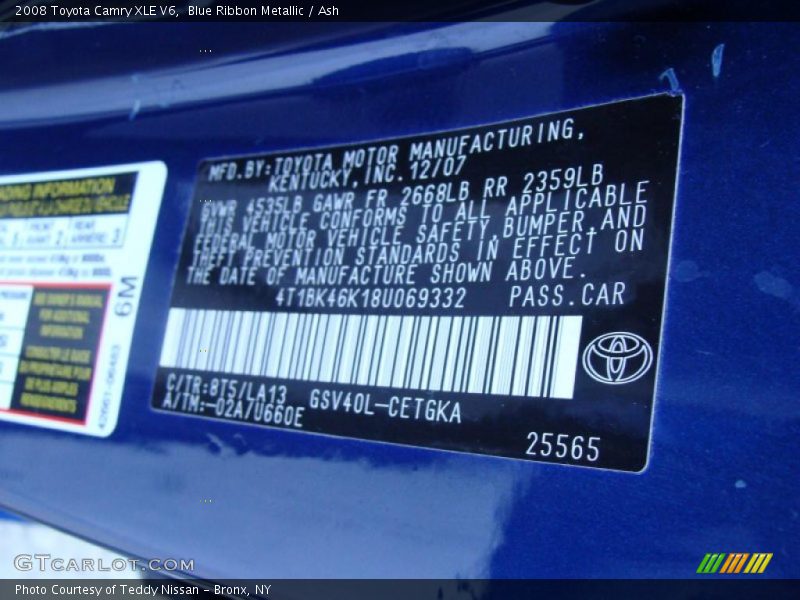 2008 Toyota Camry XLE V6,  Blue Ribbon Metallic / Ash
MFD.BY:TOYOTA MOTOR MANUFACTURING,
KENTUCKY,INC.12/07
GVWR 4535LB GAWR FR 2668LB RR 2359LB
THIS VEHICLE CONFORMS TO ALL APPLICABLE
FEDERAL MOTOR VEHICLE SAFETY,BUMPER,AND
THEFT PREVENTION STANDARDS IN EFFECT ON
THE DATE OF MANUFACTURE SHOWN ABOVE.
4T1BK46K18U069332 PASS.CAR
C/TR:8T5/LA13
A/TM:-02A/U660E
GSV40L-CETGKA
25565
INFORMATION
6M
GTCARLOT.COM
Photo Courtesy of Teddy Nissan - Bronx, NY